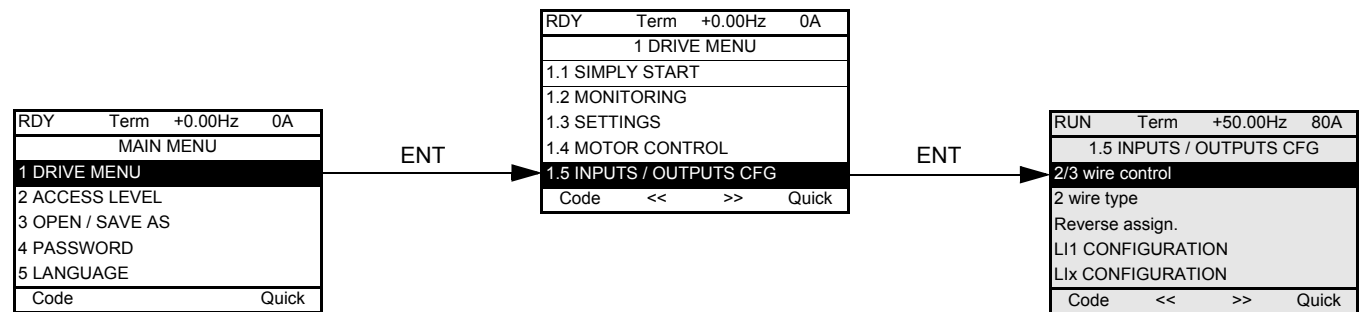 RDY Term +0.00Hz 0A
MAIN MENU
1 DRIVE MENU
2 ACCESS LEVEL
3 OPEN / SAVE AS
4 PASSWORD
5 LANGUAGE
Code Quick
ENT
RDY Term +0.00Hz 0A
1 DRIVE MENU
1.1 SIMPLY START
1.2 MONITORING
1.3 SETTINGS
1.4 MOTOR CONTROL
1.5 INPUTS / OUTPUTS CFG
Code << >> Quick
ENT
RUN Term +50.00Hz 80A
1.5 INPUTS / OUTPUTS CFG
2/3 wire control
2 wire type
Reverse assign.
LI1 CONFIGURATION
LIx CONFIGURATION
Code << >> Quick